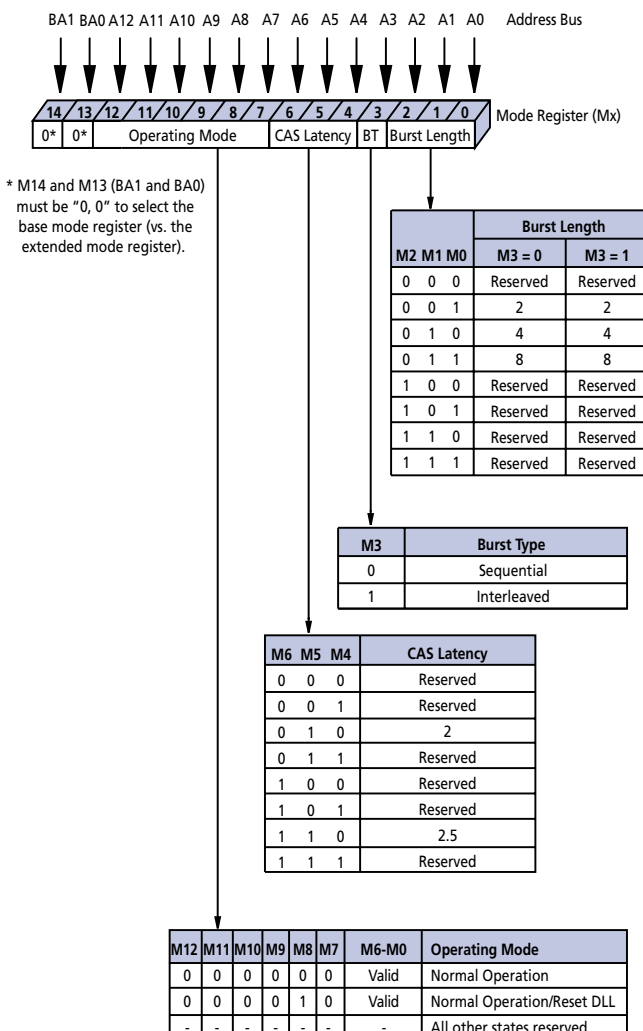 BA1 BA0 A12 A11 A10 A9 A8 A7 A6 A5 A4 A3 A2 A1 A0 Address Bus
14 13 12 11 10 9 8 7 6 5 4 3 2 1 0 Mode Register (Mx)
0* 0* Operating Mode CAS Latency BT Burst Length
* M14 and M13 (BA1 and BA0)
must be “0, 0” to select the
base mode register (vs. the
extended mode register).
Burst Length
M2 M1 M0 M3 = 0 M3 = 1
0 0 0 Reserved Reserved
0 0 1 2 2
0 1 0 4 4
0 1 1 8 8
1 0 0 Reserved Reserved
1 0 1 Reserved Reserved
1 1 0 Reserved Reserved
1 1 1 Reserved Reserved
M3 Burst Type
0 Sequential
1 Interleaved
M6 M5 M4 CAS Latency
0 0 0 Reserved
0 0 1 Reserved
0 1 0 2
0 1 1 Reserved
1 0 0 Reserved
1 0 1 Reserved
1 1 0 2.5
1 1 1 Reserved
M12 M11 M10 M9 M8 M7 M6-M0 Operating Mode
0 0 0 0 0 0 Valid Normal Operation
0 0 0 0 1 0 Valid Normal Operation/Reset DLL
- - - - - - - All other states reserved